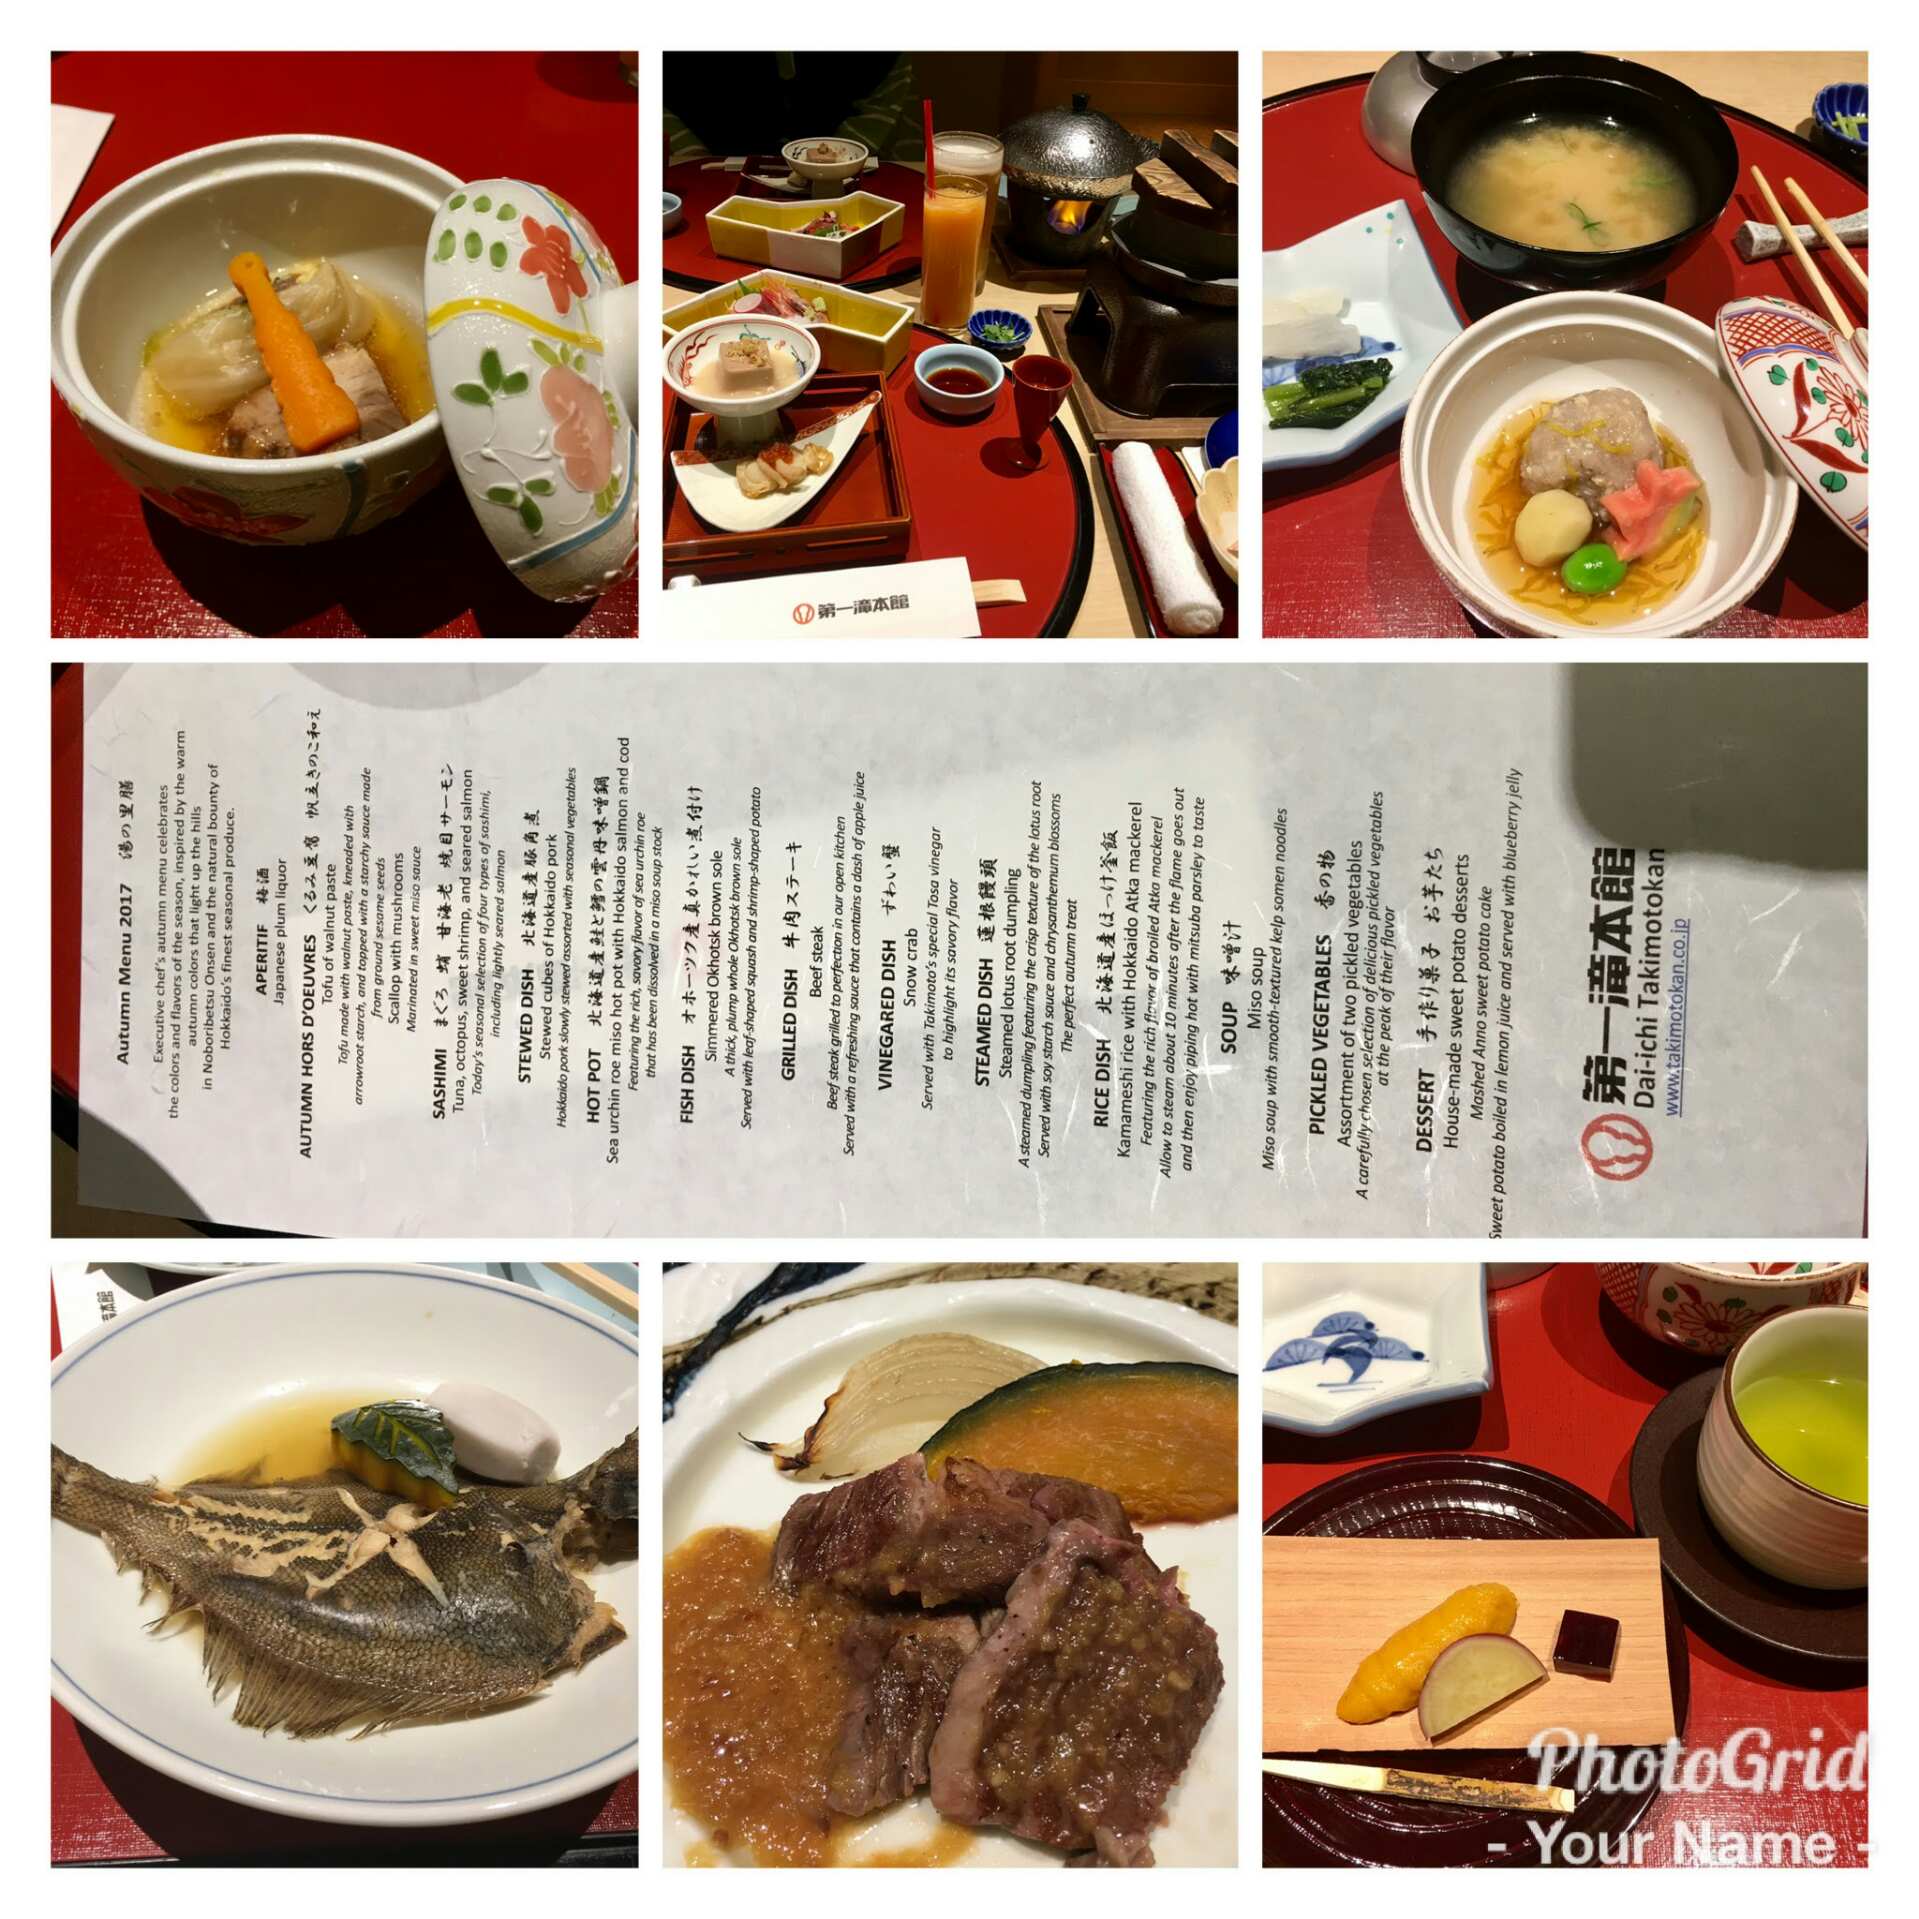 第一滝本館
Autumn Menu 2017 湯の里膳
Executive chef's autumn menu celebrates
the colors and flavors of the season, inspired by the warm
autumn colors that light up the hills
in Noboribetsu Onsen and the natural bounty of
Hokkaido's finest seasonal produce.
APERITIF 梅酒
Japanese plum liquor
AUTUMN HORS D'OEUVRES くるみ豆腐 帆立きのこ和え
Tofu of walnut paste
Tofu made with walnut paste, kneaded with
arrowroot starch, and topped with a starchy sauce made
from ground sesame seeds
Scallop with mushrooms
Marinated in sweet miso sauce
SASHIMI まぐろ 蛸 甘海老 焼目サーモン
Tuna, octopus, sweet shrimp, and seared salmon
Today's seasonal selection of four types of sashimi,
including lightly seared salmon
STEWED DISH 北海道産豚角煮
Stewed cubes of Hokkaido pork
Hokkaido pork slowly stewed assorted with seasonal vegetables
HOT POT 北海道産鮭と鱈の雲丹味噌鍋
Sea urchin roe miso hot pot with Hokkaido salmon and cod
Featuring the rich, savory flavor of sea urchin roe
that has been dissolved in a miso soup stock
FISH DISH オホーツク産真かれい煮付け
Simmered Okhotsk brown sole
A thick, plump whole Okhotsk brown sole
Served with leaf-shaped squash and shrimp-shaped potato
GRILLED DISH 牛肉ステーキ
Beef steak
Beef steak grilled to perfection in our open kitchen
Served with a refreshing sauce that contains a dash of apple juice
VINEGARED DISH ずわい蟹
Snow crab
Served with Takimoto's special Tosa vinegar
to highlight its savory flavor
STEAMED DISH 蓮根饅頭
Steamed lotus root dumpling
A steamed dumpling featuring the crisp texture of the lotus root
Served with soy starch sauce and chrysanthemum blossoms
The perfect autumn treat
RICE DISH 北海道産ほっけ釜飯
Kamameshi rice with Hokkaido Atka mackerel
Featuring the rich flavor of broiled Atka mackerel
Allow to steam about 10 minutes after the flame goes out
and then enjoy piping hot with mitsuba parsley to taste
SOUP 味噌汁
Miso soup
Miso soup with smooth-textured kelp somen noodles
PICKLED VEGETABLES 香の物
Assortment of two pickled vegetables
A carefully chosen selection of delicious pickled vegetables
at the peak of their flavor
DESSERT 手作り菓子 お芋たち
House-made sweet potato desserts
Mashed Anno sweet potato cake
Sweet potato boiled in lemon juice and served with blueberry jelly
第一滝本館
Dai-ichi Takimotokan
www.takimotokan.co.jp
PhotoGrid
- Your Name -